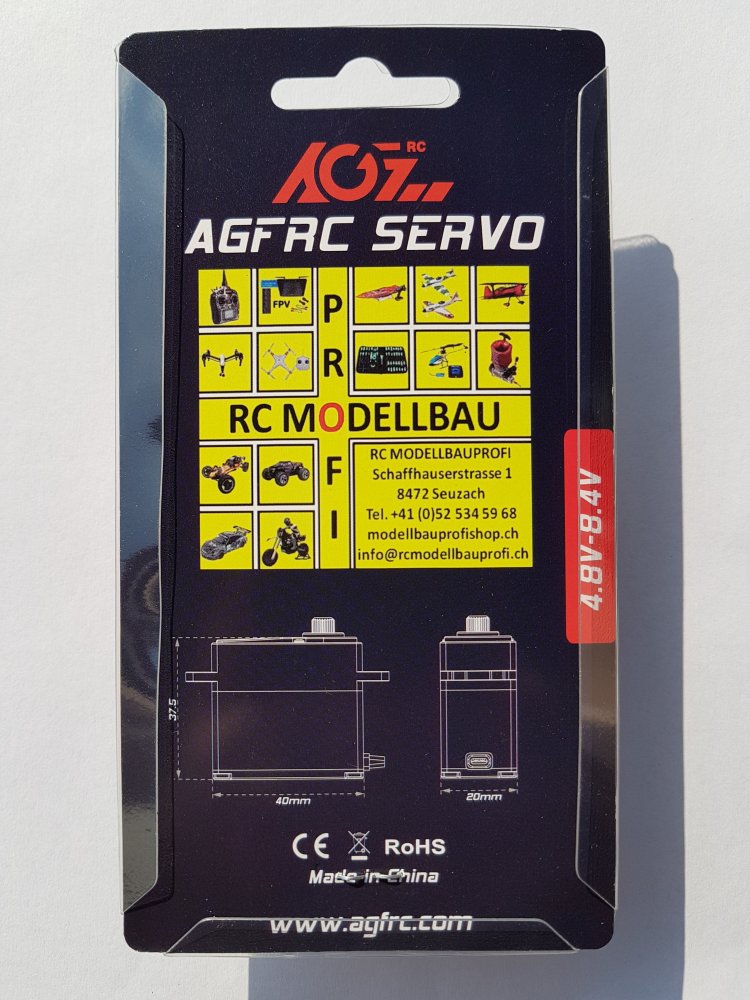 AGF RC
AGFRC SERVO
FPV
PROFI
RC MODELLBAU
RC MODELLBAUPROFI
Schaffhauserstrasse 1
8472 Seuzach
Tel. +41 (0)52 534 59 68
modellbauprofishop.ch
info@rcmodellbauprofi.ch
4.8V-8.4V
37.5
40mm
20mm
CE RoHS
Made in China
www.agfrc.com